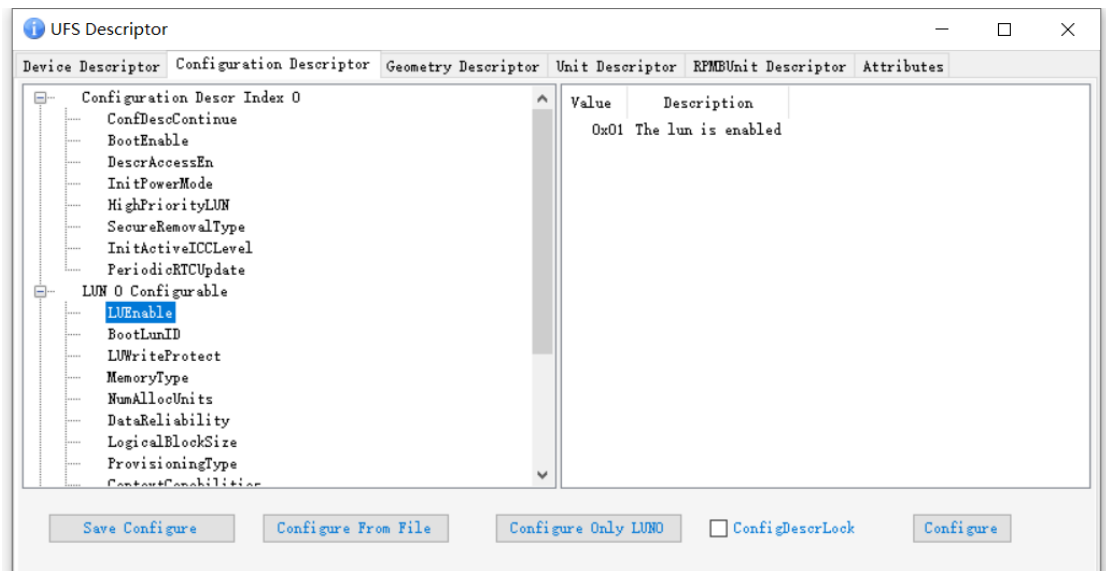 UFS Descriptor
Device Descriptor Configuration Descriptor Geometry Descriptor Unit Descriptor RPMBUnit Descriptor Attributes
Configuration Descr Index 0
ConfDescContinue
BootEnable
DescrAccessEn
InitPowerMode
HighPriorityLUN
SecureRemovalType
InitActiveICCLevel
PeriodicRTCUpdate
LUN 0 Configurable
LUEnable
BootLunID
LUWriteProtect
MemoryType
NumAllocUnits
DataReliability
LogicalBlockSize
ProvisioningType
ContextCapabilities
Value Description
0x01 The lun is enabled
Save Configure Configure From File Configure Only LUN0 ConfigDescrLock Configure